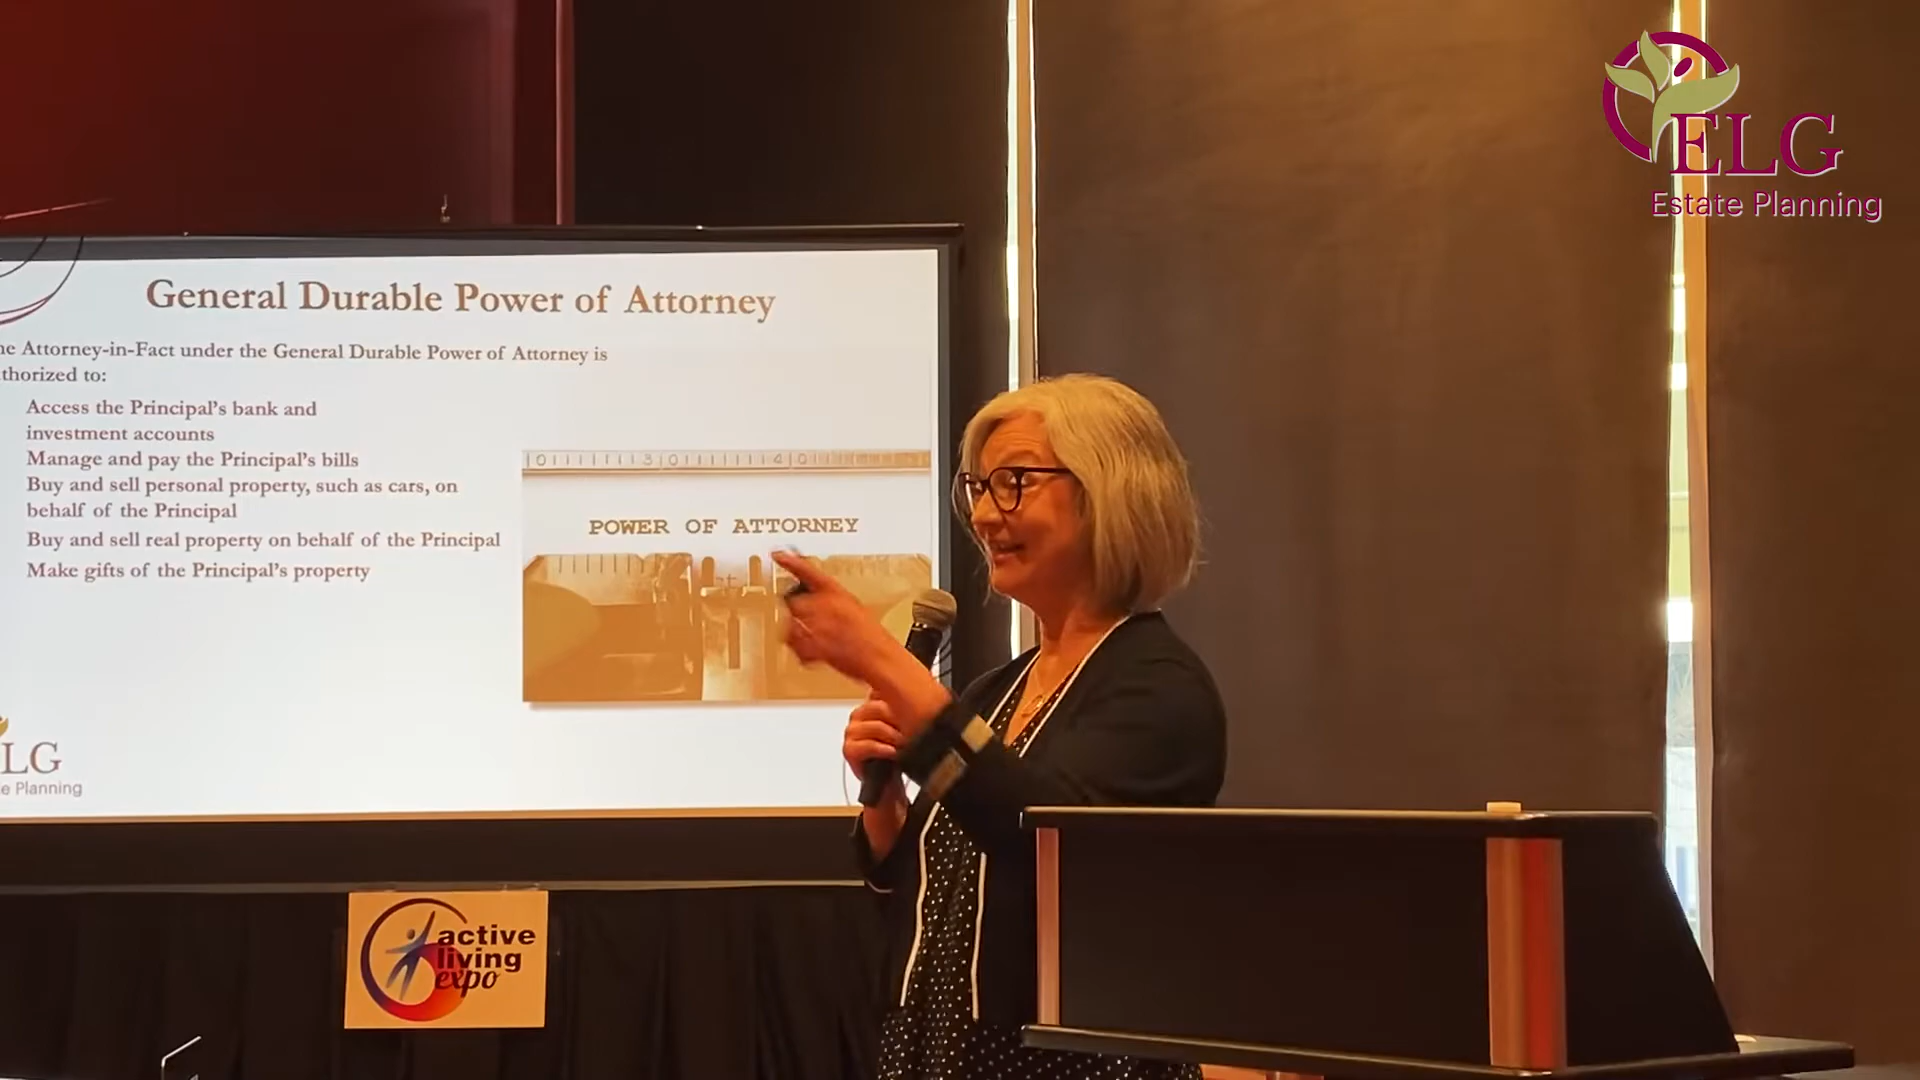 ELG
Estate Planning
General Durable Power of Attorney
he Attorney-in-Fact under the General Durable Power of Attorney is
thorized to:
Access the Principal's bank and
investment accounts
Manage and pay the Principal's bills
Buy and sell personal property, such as cars, on
behalf of the Principal
Buy and sell real property on behalf of the Principal
Make gifts of the Principal's property
POWER OF ATTORNEY
LG
e Planning
active
living
expo